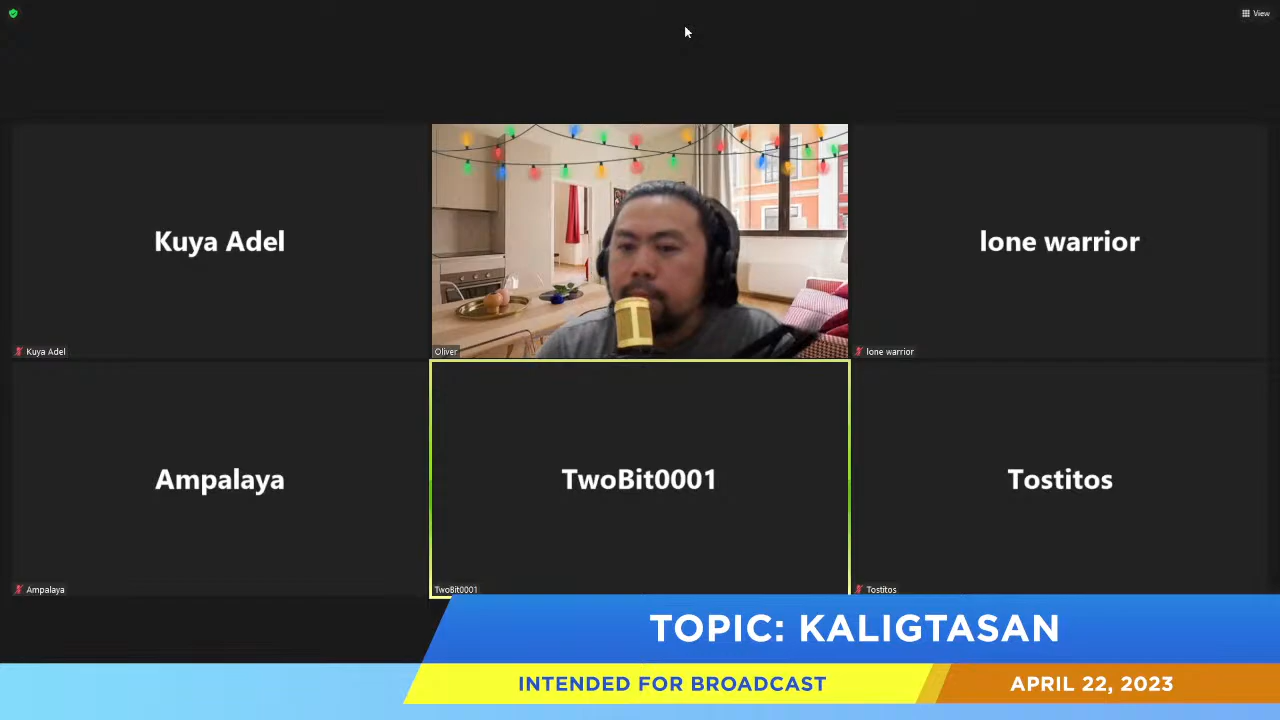 View
Kuya Adel
lone warrior
Kuya Adel
Oliver
lone warrior
Ampalaya
TwoBit0001
Tostitos
Ampalaya
TwoBit0001
Tostitos
TOPIC: KALIGTASAN
INTENDED FOR BROADCAST
APRIL 22, 2023